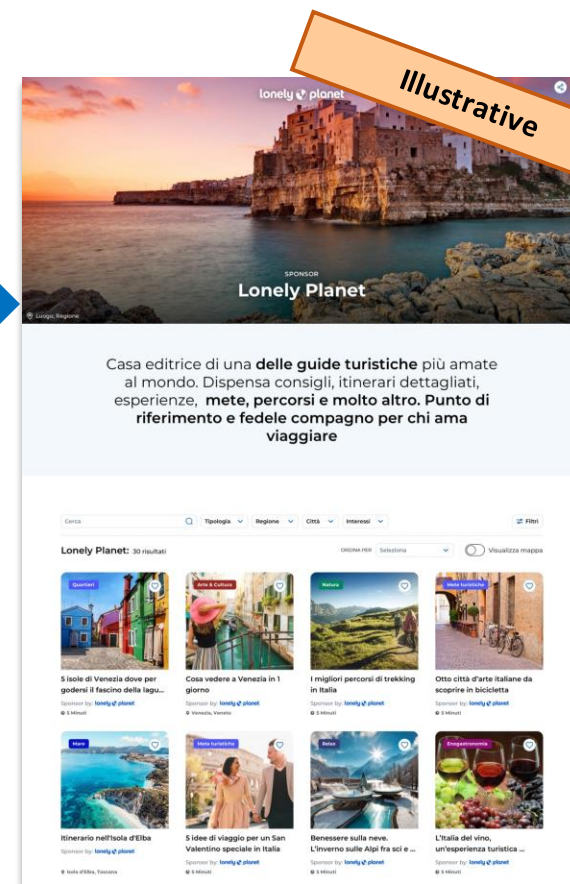 Illustrative
lonely planet
SPONSOR
Lonely Planet
Luogo, Regione
Casa editrice di una delle guide turistiche più amate
al mondo. Dispensa consigli, itinerari dettagliati,
esperienze, mete, percorsi e molto altro. Punto di
riferimento e fedele compagno per chi ama
viaggiare
Cerca Tipologia Regione Città Interessi Filtri
Lonely Planet: 30 risultati ORDINA PER Seleziona Visualizza mappa
Quartieri Arte & Cultura Natura Mete turistiche
5 isole di Venezia dove per Cosa vedere a Venezia in 1 I migliori percorsi di trekking Otto città d'arte italiane da
godersi il fascino della lagu... giorno in Italia scoprire in bicicletta
Sponsor by: lonely planet Sponsor by: lonely planet Sponsor by: lonely planet Sponsor by: lonely planet
5 Minuti Venezia, Veneto 5 Minuti 5 Minuti
Mare Mete turistiche Relax Enogastronomia
Itinerario nell'Isola d'Elba 5 idee di viaggio per un San Benessere sulla neve. L'Italia del vino,
Valentino speciale in Italia L'inverno sulle Alpi fra sci e ... un'esperienza turistica ...
Sponsor by: lonely planet Sponsor by: lonely planet Sponsor by: lonely planet Sponsor by: lonely planet
Isola d'Elba, Toscana 5 Minuti 5 Minuti 5 Minuti